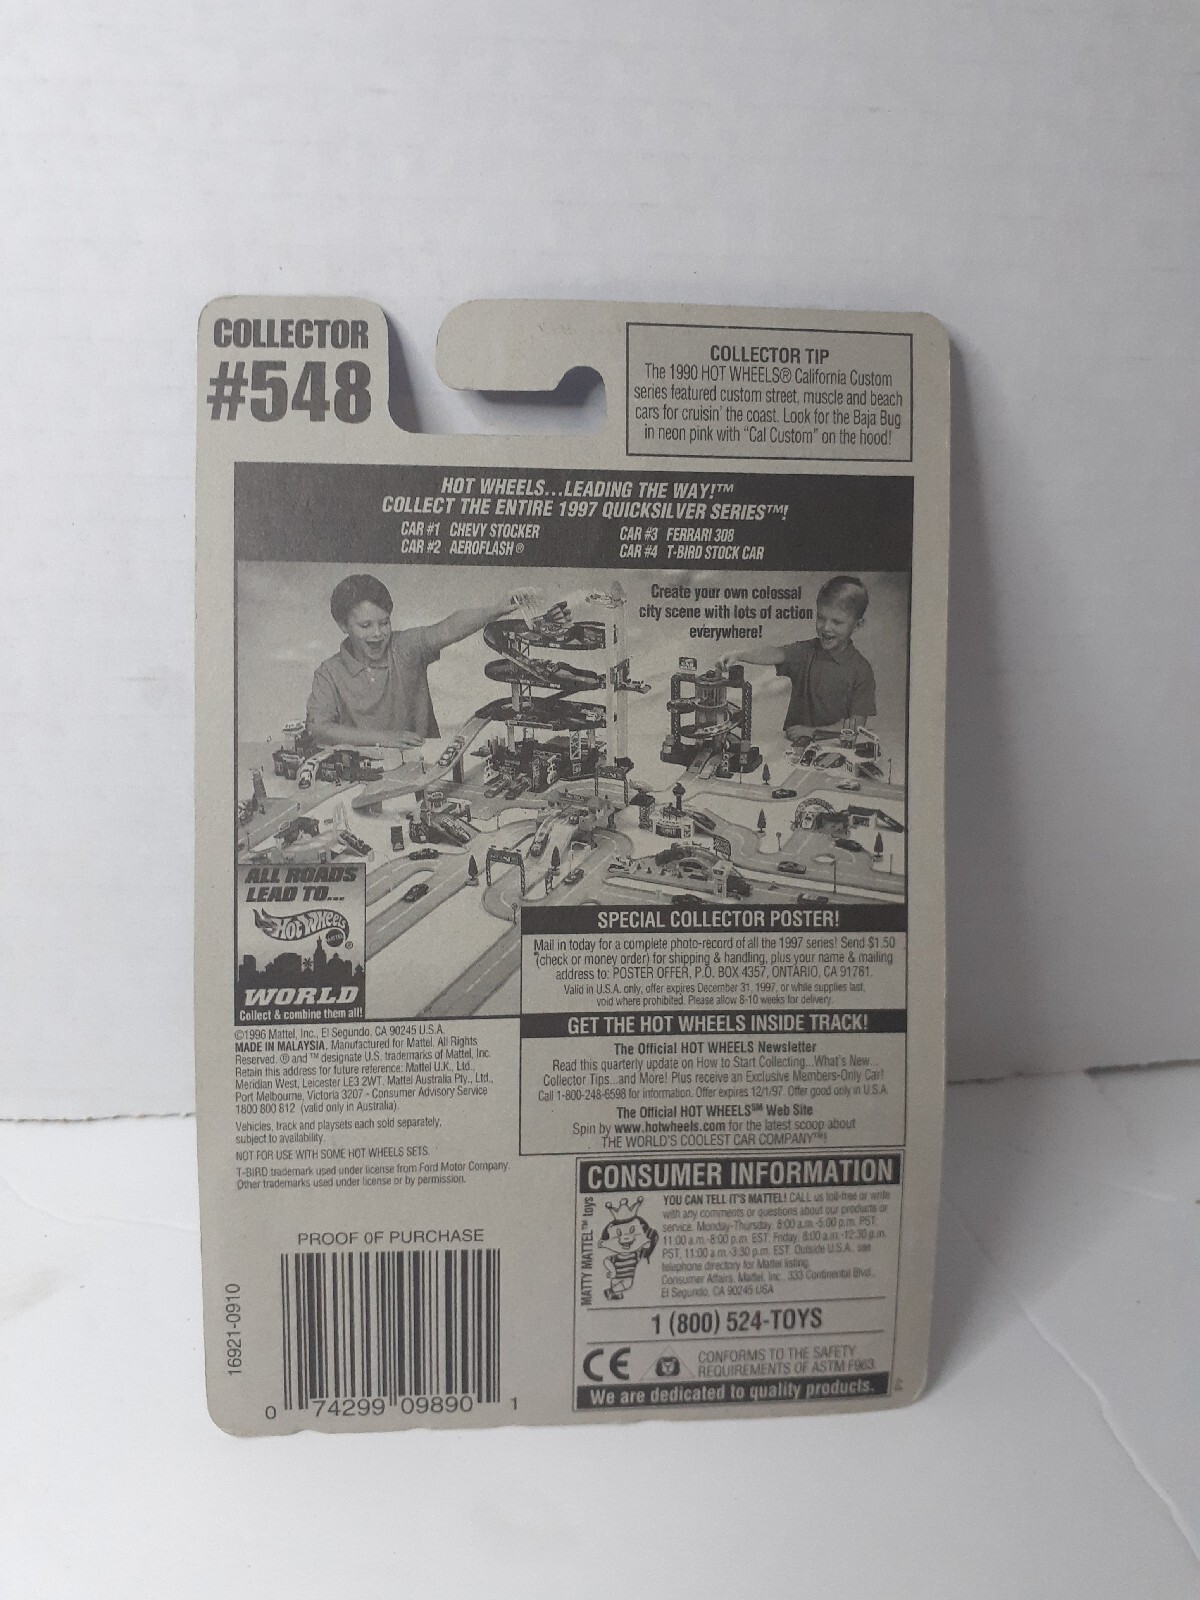 COLLECTOR
#548
COLLECTOR TIP
The 1990 HOT WHEELS® California Custom
series featured custom street, muscle and beach
cars for cruisin' the coast. Look for the Baja Bug
in neon pink with "Cal Custom" on the hood!
HOT WHEELS...LEADING THE WAY!™
COLLECT THE ENTIRE 1997 QUICKSILVER SERIES™!
CAR #1 CHEVY STOCKER
CAR #2 AEROFLASH®
CAR #3 FERRARI 308
CAR #4 T-BIRD STOCK CAR
Create your own colossal
city scene with lots of action
everywhere!
ALL ROADS
LEAD TO...
HOT WHEELS
MATTEL
®
WORLD
Collect & combine them all!
SPECIAL COLLECTOR POSTER!
Mail in today for a complete photo-record of all the 1997 series! Send $1.50
(check or money order) for shipping & handling, plus your name & mailing
address to: POSTER OFFER, P.O. BOX 4357, ONTARIO, CA 91761.
Valid in U.S.A. only, offer expires December 31, 1997, or while supplies last,
void where prohibited. Please allow 8-10 weeks for delivery.
GET THE HOT WHEELS INSIDE TRACK!
The Official HOT WHEELS Newsletter
Read this quarterly update on How to Start Collecting...What's New...
Collector Tips...and More! Plus receive an Exclusive Members-Only Car!
Call 1-800-248-6598 for information. Offer expires 12/1/97. Offer good only in U.S.A.
The Official HOT WHEELS℠ Web Site
Spin by www.hotwheels.com for the latest scoop about
THE WORLD'S COOLEST CAR COMPANY™!
©1996 Mattel, Inc., El Segundo, CA 90245 U.S.A.
MADE IN MALAYSIA. Manufactured for Mattel. All Rights
Reserved. ® and ™ designate U.S. trademarks of Mattel, Inc.
Retain this address for future reference: Mattel U.K., Ltd.,
Meridian West, Leicester LE3 2WT. Mattel Australia Pty., Ltd.,
Port Melbourne, Victoria 3207 - Consumer Advisory Service
1800 800 812 (valid only in Australia).
Vehicles, track and playsets each sold separately,
subject to availability.
NOT FOR USE WITH SOME HOT WHEELS SETS.
T-BIRD trademark used under license from Ford Motor Company.
Other trademarks used under license or by permission.
CONSUMER INFORMATION
MATTY MATTEL™ toys
YOU CAN TELL IT'S MATTEL! CALL us toll-free or write
with any comments or questions about our products or
service. Monday-Thursday, 8:00 a.m.-5:00 p.m. PST,
11:00 a.m.-8:00 p.m. EST. Friday, 8:00 a.m.-12:30 p.m.
PST, 11:00 a.m.-3:30 p.m. EST. Outside U.S.A., see
telephone directory for Mattel listing.
Consumer Affairs, Mattel, Inc., 333 Continental Blvd.,
El Segundo, CA 90245 USA
1 (800) 524-TOYS
CE
CONFORMS TO THE SAFETY
REQUIREMENTS OF ASTM F963.
We are dedicated to quality products.
PROOF OF PURCHASE
16921-0910
0 74299 09890 1